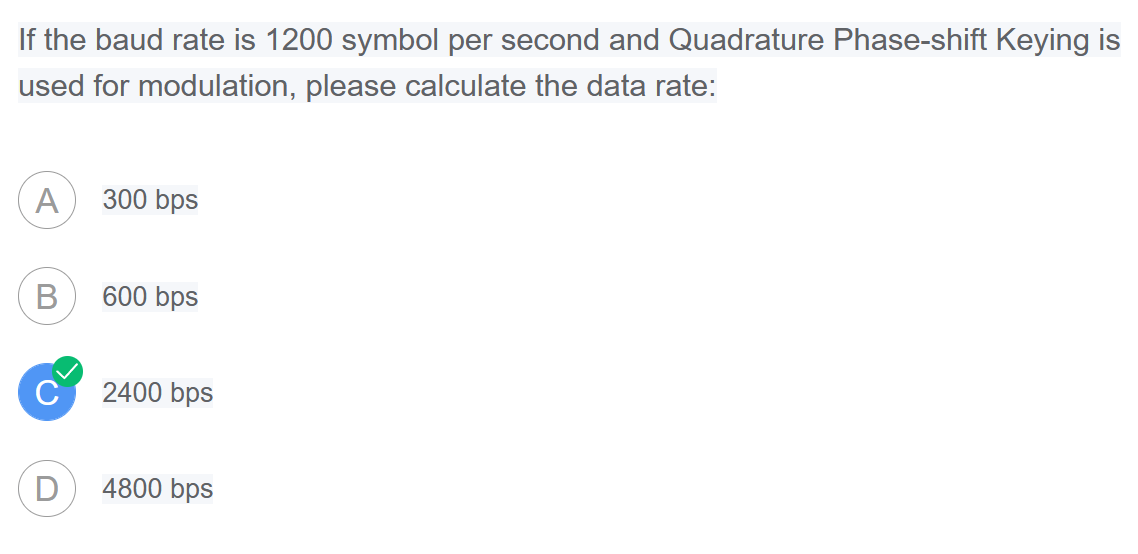 If the baud rate is 1200 symbol per second and Quadrature Phase-shift Keying is
used for modulation, please calculate the data rate:
A 300 bps
B 600 bps
C 2400 bps
D 4800 bps